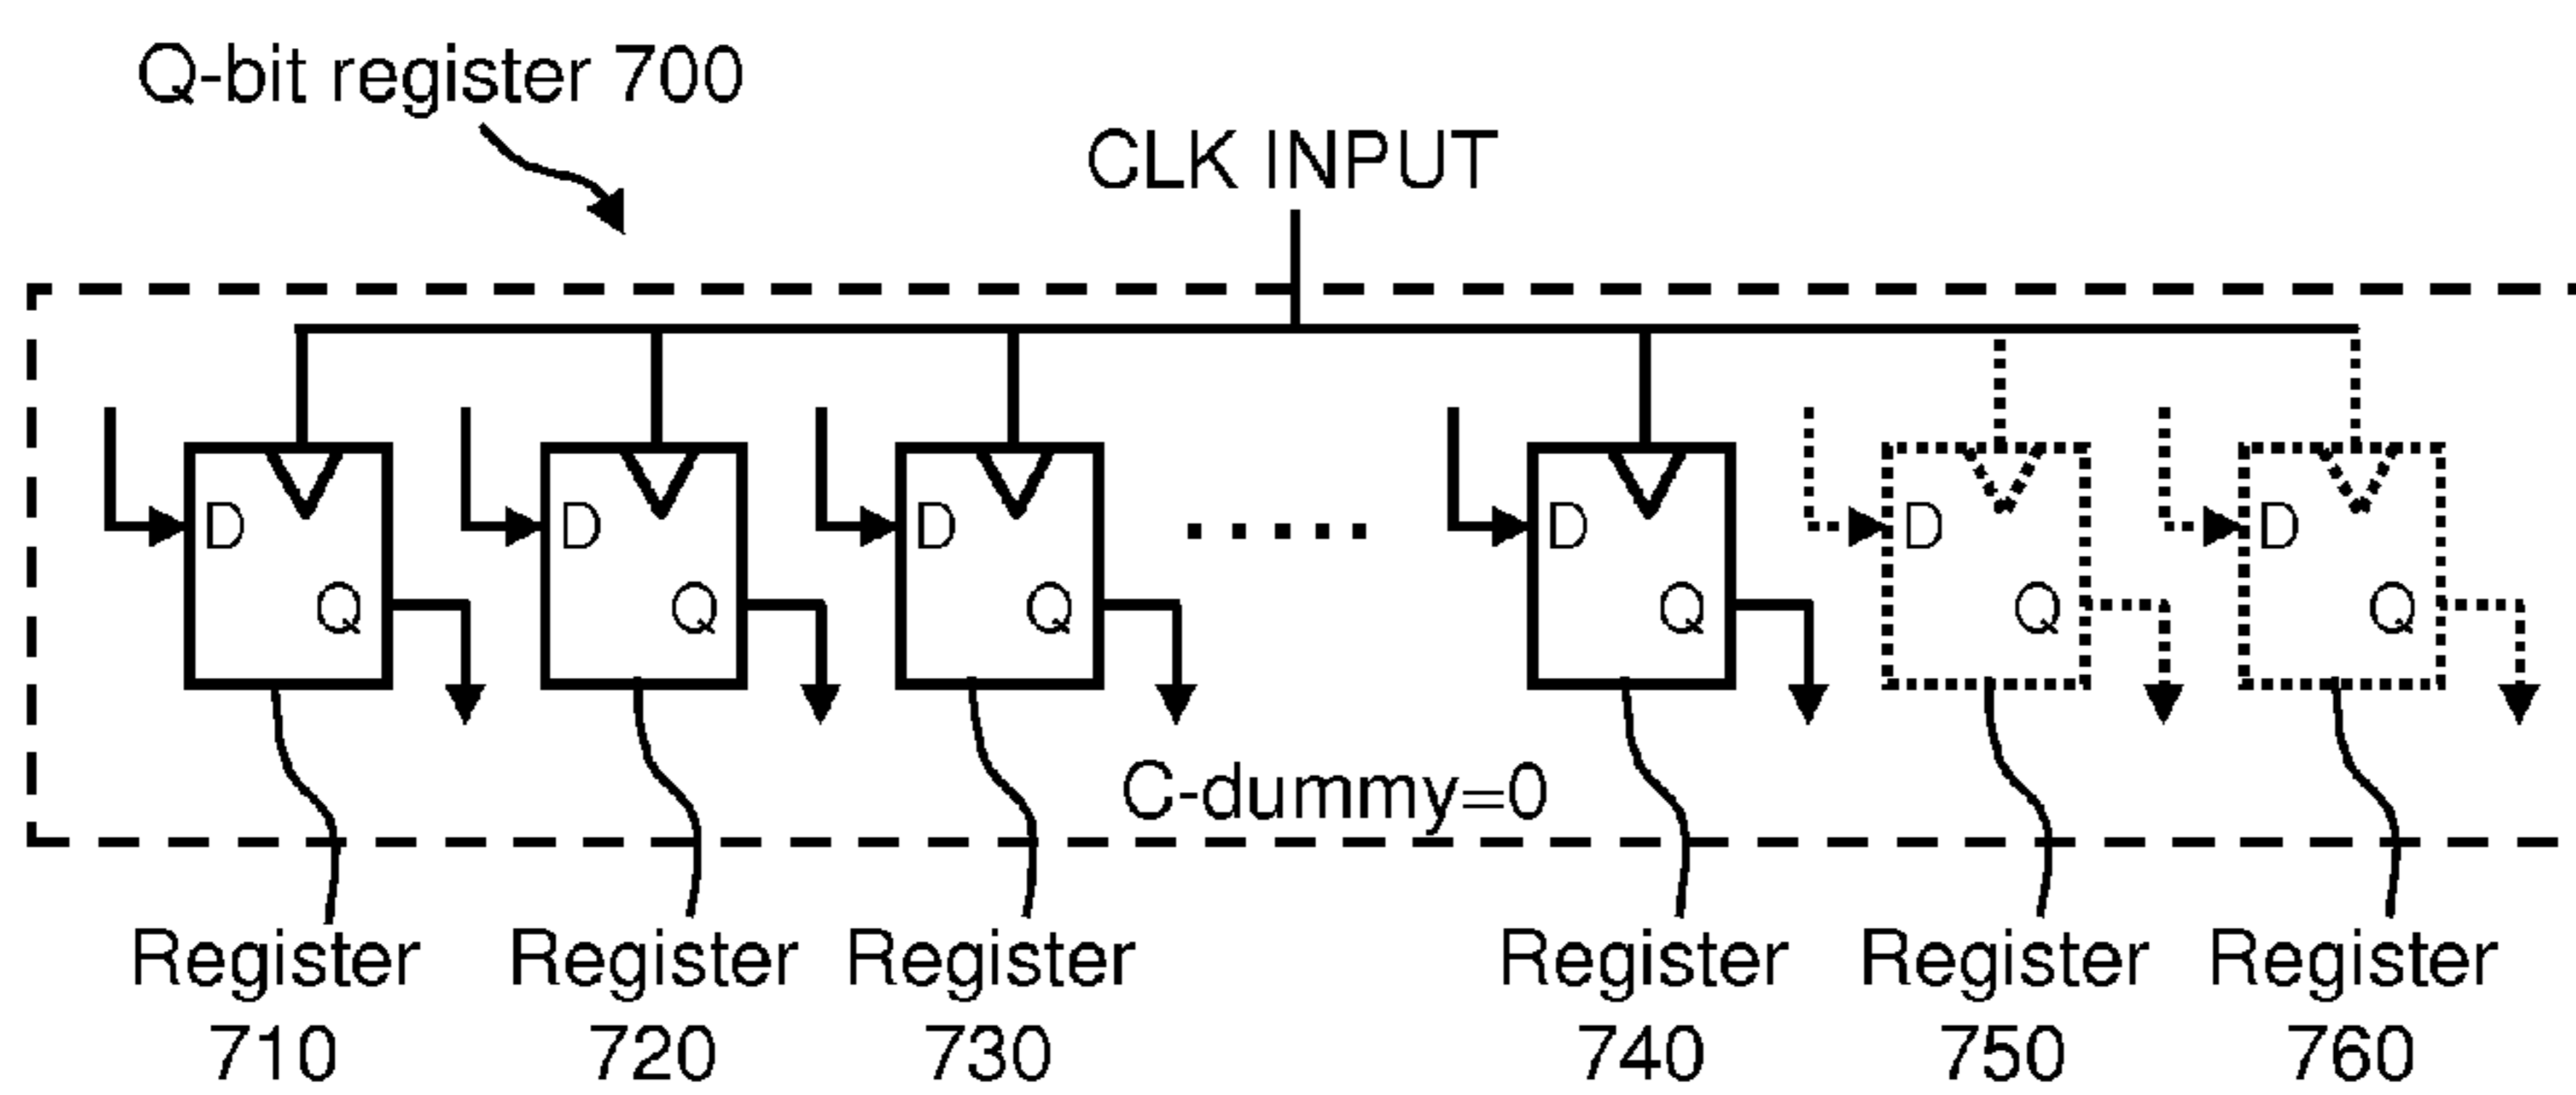 Q-bit register 700
CLK INPUT
D D D ..... D D D
Q Q Q Q Q Q
C-dummy=0
Register Register Register Register Register Register
710 720 730 740 750 760